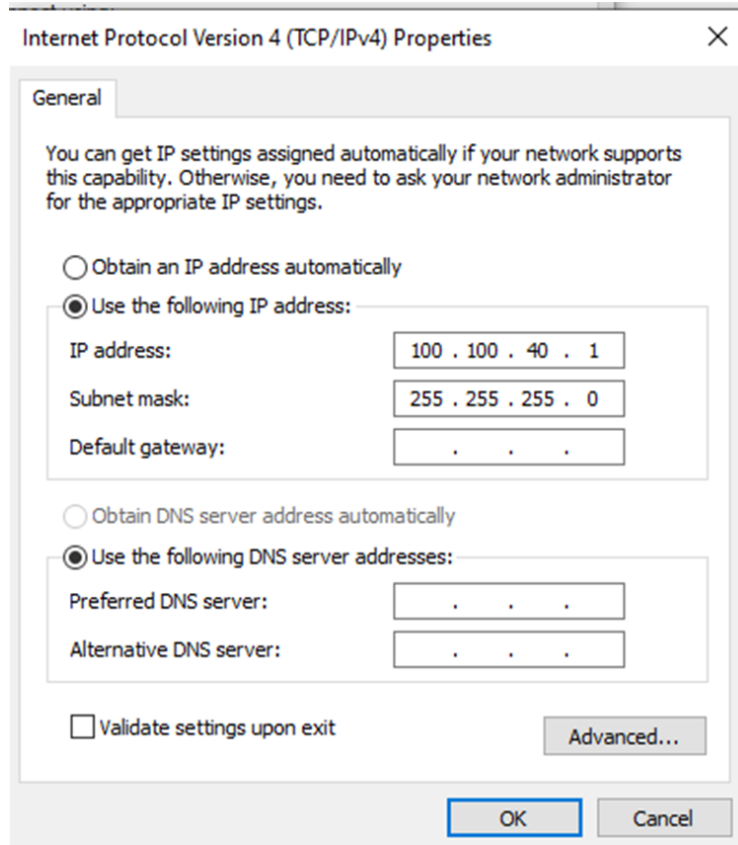 Internet Protocol Version 4 (TCP/IPv4) Properties
General
You can get IP settings assigned automatically if your network supports
this capability. Otherwise, you need to ask your network administrator
for the appropriate IP settings.
Obtain an IP address automatically
Use the following IP address:
IP address: 100 . 100 . 40 . 1
Subnet mask: 255 . 255 . 255 . 0
Default gateway: . . .
Obtain DNS server address automatically
Use the following DNS server addresses:
Preferred DNS server: . . .
Alternative DNS server: . . .
Validate settings upon exit
Advanced...
OK Cancel